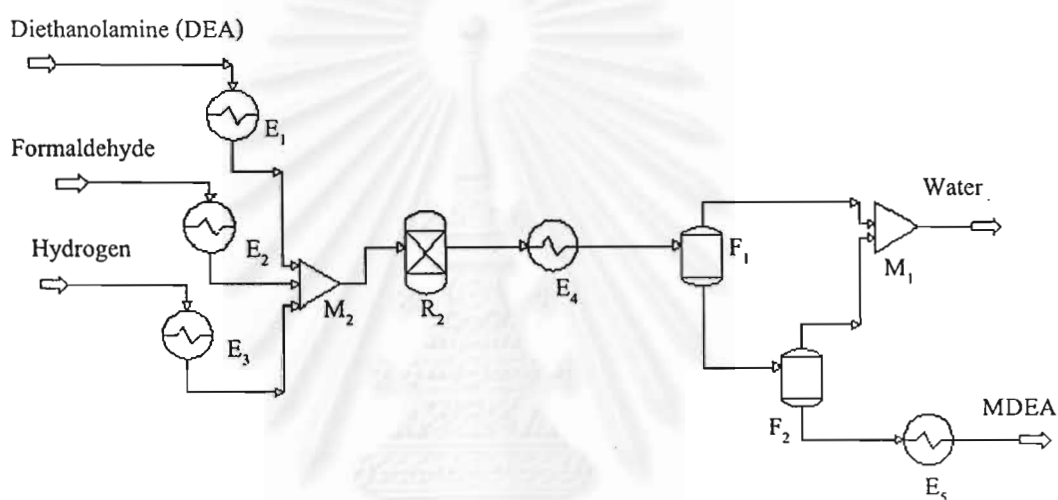 Diethanolamine (DEA)
E₁
Formaldehyde
E₂
Hydrogen
E₃
M₂
R₂
E₄
F₁
Water
M₁
F₂
MDEA
E₅